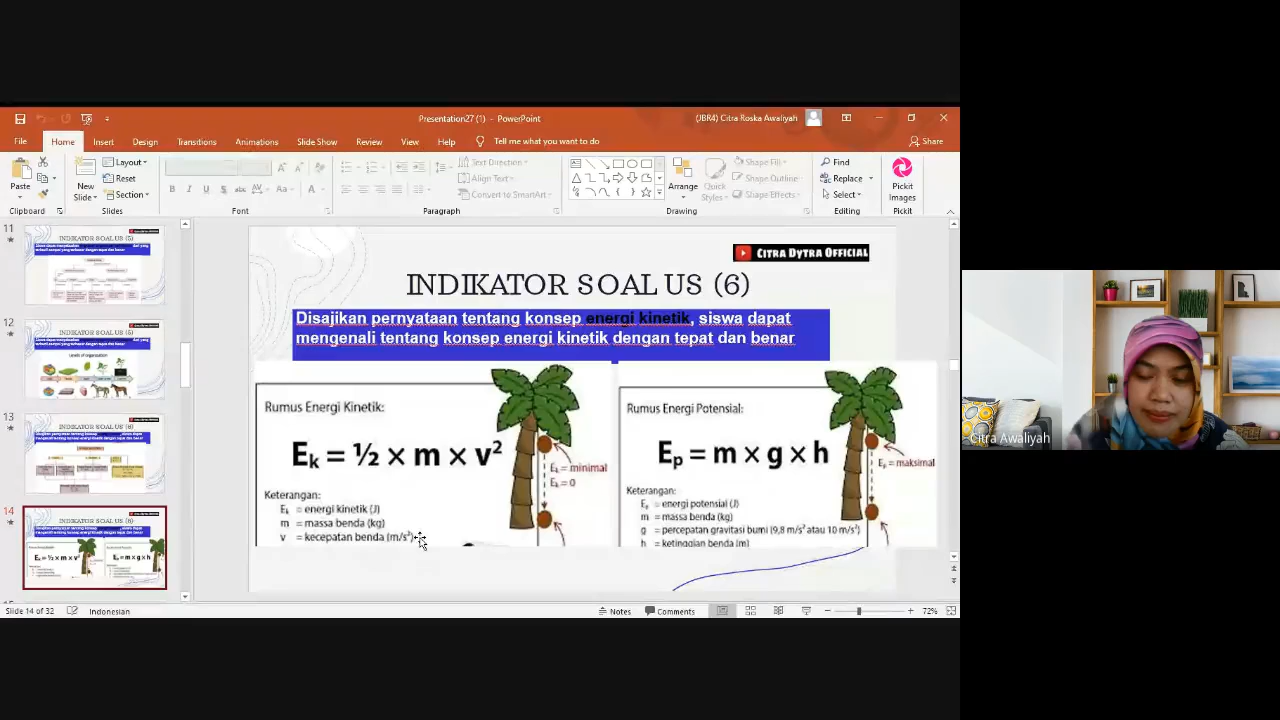 Presentation27 (1) - PowerPoint
(JBR4) Citra Roska Awaliyah
File Home Insert Design Transitions Animations Slide Show Review View Help Tell me what you want to do Share
Paste
Clipboard
New Slide
Layout
Reset
Section
Slides
Font
Text Direction
Align Text
Convert to SmartArt
Paragraph
Arrange
Quick Styles
Shape Fill
Shape Outline
Shape Effects
Drawing
Find
Replace
Select
Editing
Pickit Images
Pickit
11
INDIKATOR SOAL US (5)
12
INDIKATOR SOAL US (5)
Levels of organization
13
INDIKATOR SOAL US (6)
14
INDIKATOR SOAL US (6)
CITRA DYTRA OFFICIAL
INDIKATOR SOAL US (6)
Disajikan pernyataan tentang konsep energi kinetik, siswa dapat
mengenali tentang konsep energi kinetik dengan tepat dan benar
Rumus Energi Kinetik:
Ek = ½ × m × v²
Ek = minimal
Ek = 0
Keterangan:
Ek = energi kinetik (J)
m = massa benda (kg)
v = kecepatan benda (m/s²)
Rumus Energi Potensial:
Ep = m × g × h
Ep = maksimal
Keterangan:
Ep = energi potensial (J)
m = massa benda (kg)
g = percepatan gravitasi bumi (9,8 m/s² atau 10 m/s²)
h = ketinggian benda (m)
Citra Awaliyah
Slide 14 of 32 Indonesian Notes Comments 72%